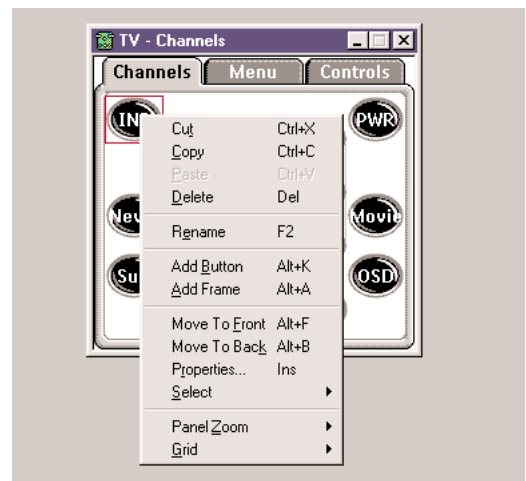 TV - Channels
Channels Menu Controls
PWR
Cut Ctrl+X
Copy Ctrl+C
Paste Ctrl+V
Delete Del
Movie
Rename F2
Add Button Alt+K
Add Frame Alt+A
OSD
Move To Front Alt+F
Move To Back Alt+B
Properties... Ins
Select
Panel Zoom
Grid